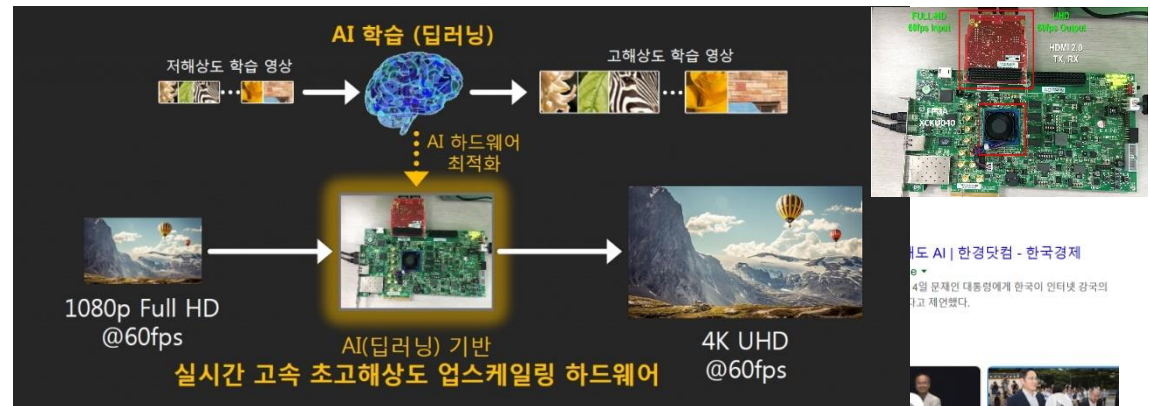 AI 학습 (딥러닝)
저해상도 학습 영상
고해상도 학습 영상
AI 하드웨어
최적화
1080p Full HD
@60fps
AI(딥러닝) 기반
실시간 고속 초고해상도 업스케일링 하드웨어
4K UHD
@60fps
FULL-HD
60fps Input
UHD
60fps Output
HDMI 2.0
TX, RX
FPGA
XCKU040
도 AI | 한경닷컴 - 한국경제
4일 문재인 대통령에게 한국이 인터넷 강국의
다고 제언했다.